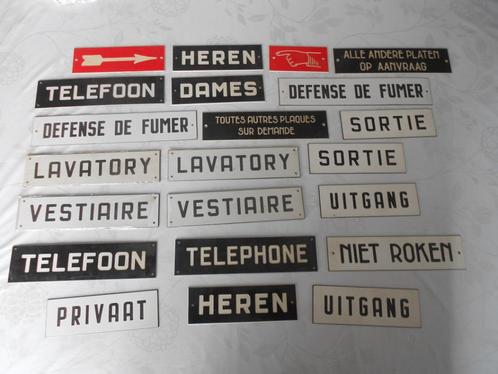 HEREN
ALLE ANDERE PLATEN
OP AANVRAAG
TELEFOON
DAMES
DEFENSE DE FUMER
DEFENSE DE FUMER
TOUTES AUTRES PLAQUES
SUR DEMANDE
SORTIE
LAVATORY
LAVATORY
SORTIE
VESTIAIRE
VESTIAIRE
UITGANG
TELEFOON
TELEPHONE
NIET ROKEN
PRIVAAT
HEREN
UITGANG